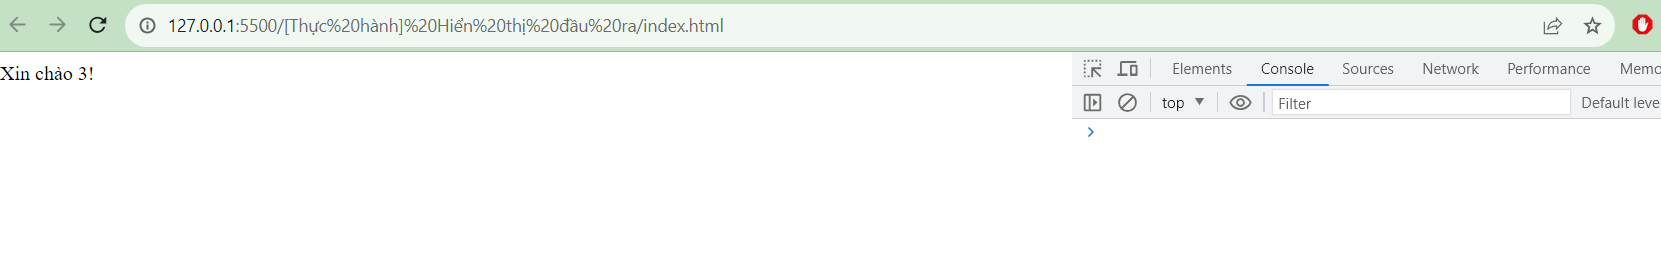 127.0.0.1:5500/[Thực%20hành]%20Hiển%20thị%20đầu%20ra/index.html
Xin chào 3!
Elements Console Sources Network Performance Memo
top Filter Default leve